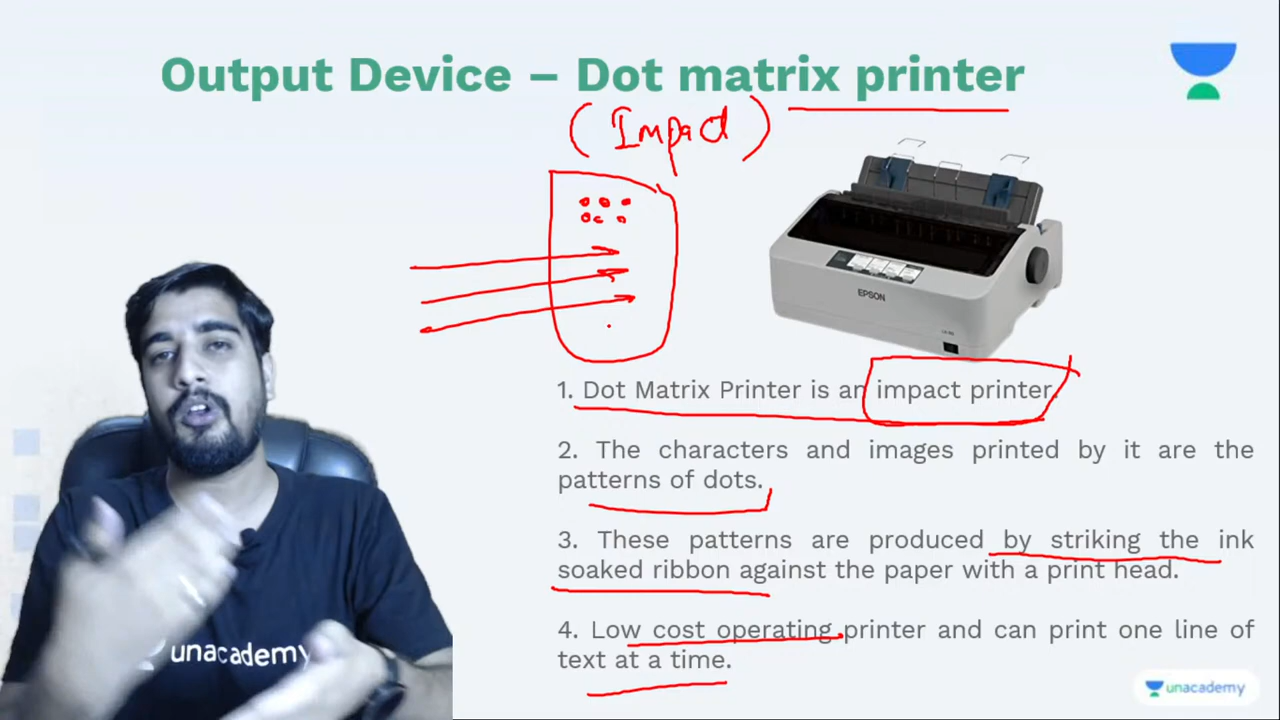 Output Device – Dot matrix printer
(Impact)
EPSON
1. Dot Matrix Printer is an impact printer.
2. The characters and images printed by it are the
patterns of dots.
3. These patterns are produced by striking the ink
soaked ribbon against the paper with a print head.
4. Low cost operating printer and can print one line of
text at a time.
unacademy
unacademy